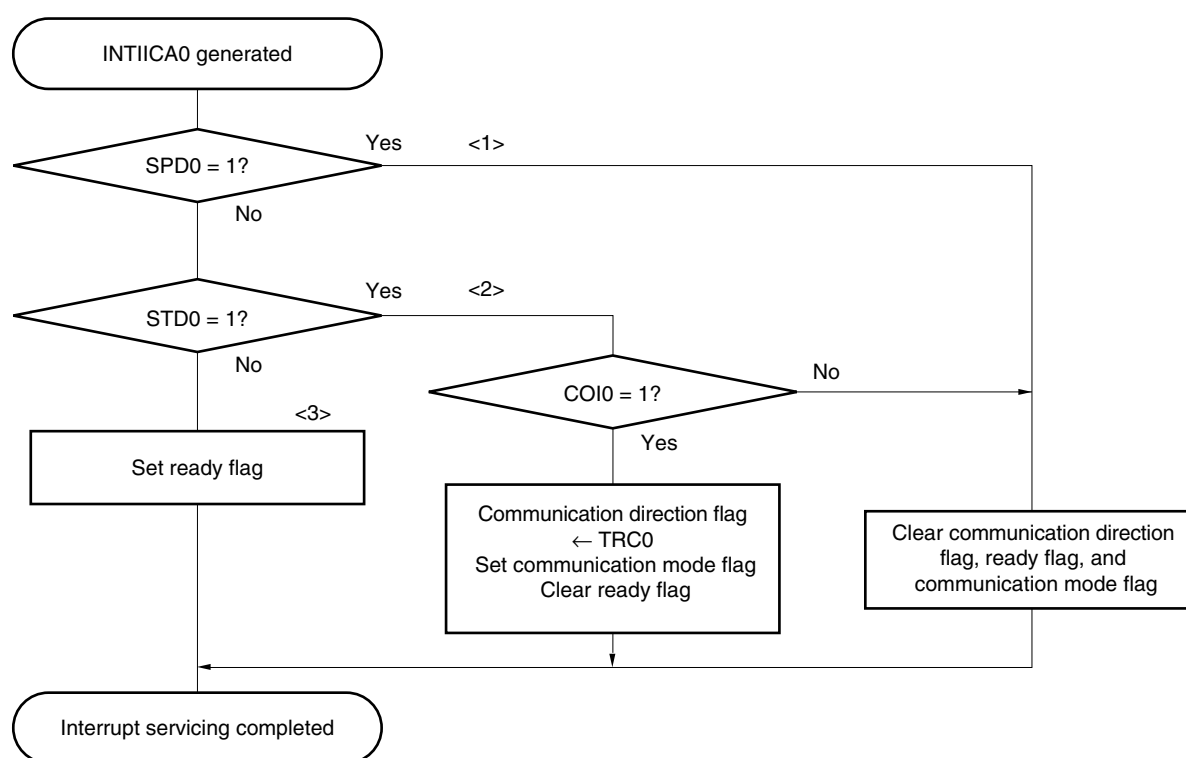 INTIICA0 generated
Yes
<1>
SPD0 = 1?
No
Yes
<2>
STD0 = 1?
No
COI0 = 1?
No
Yes
<3>
Set ready flag
Communication direction flag
← TRC0
Set communication mode flag
Clear ready flag
Clear communication direction
flag, ready flag, and
communication mode flag
Interrupt servicing completed